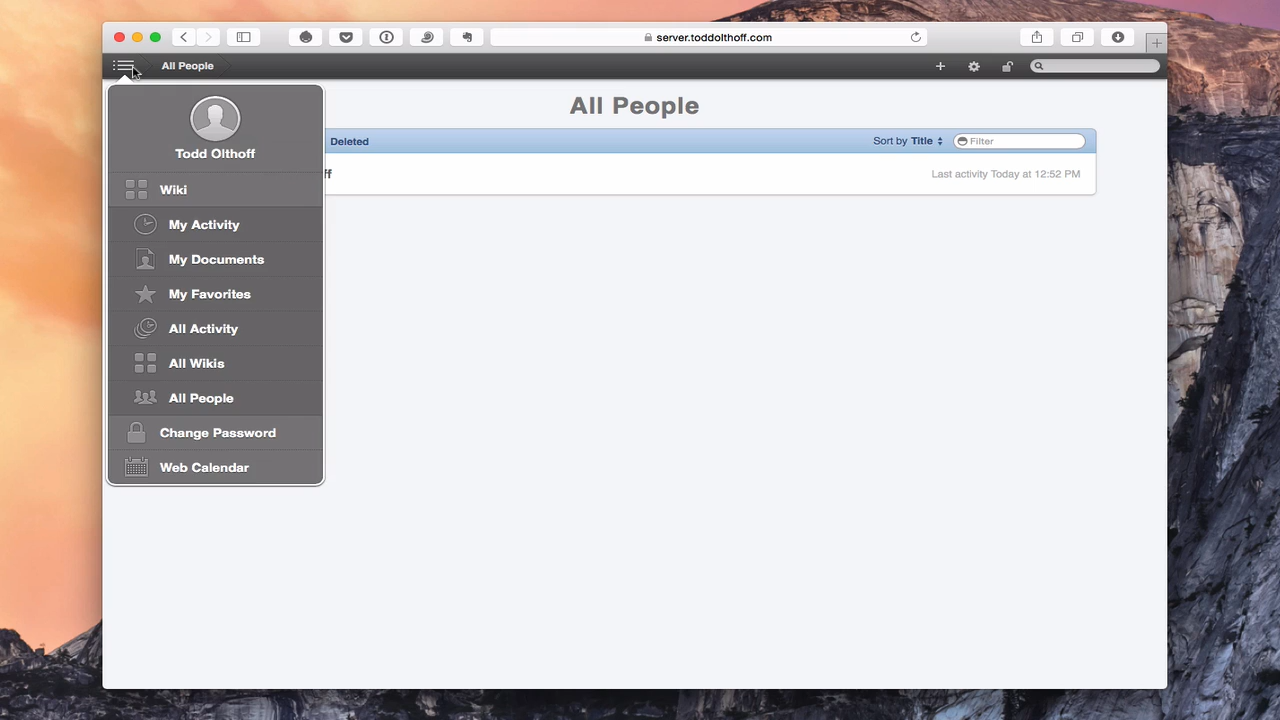 server.toddolthoff.com
All People
All People
Todd Olthoff
Deleted
Sort by Title
Filter
ff
Last activity Today at 12:52 PM
Wiki
My Activity
My Documents
My Favorites
All Activity
All Wikis
All People
Change Password
Web Calendar